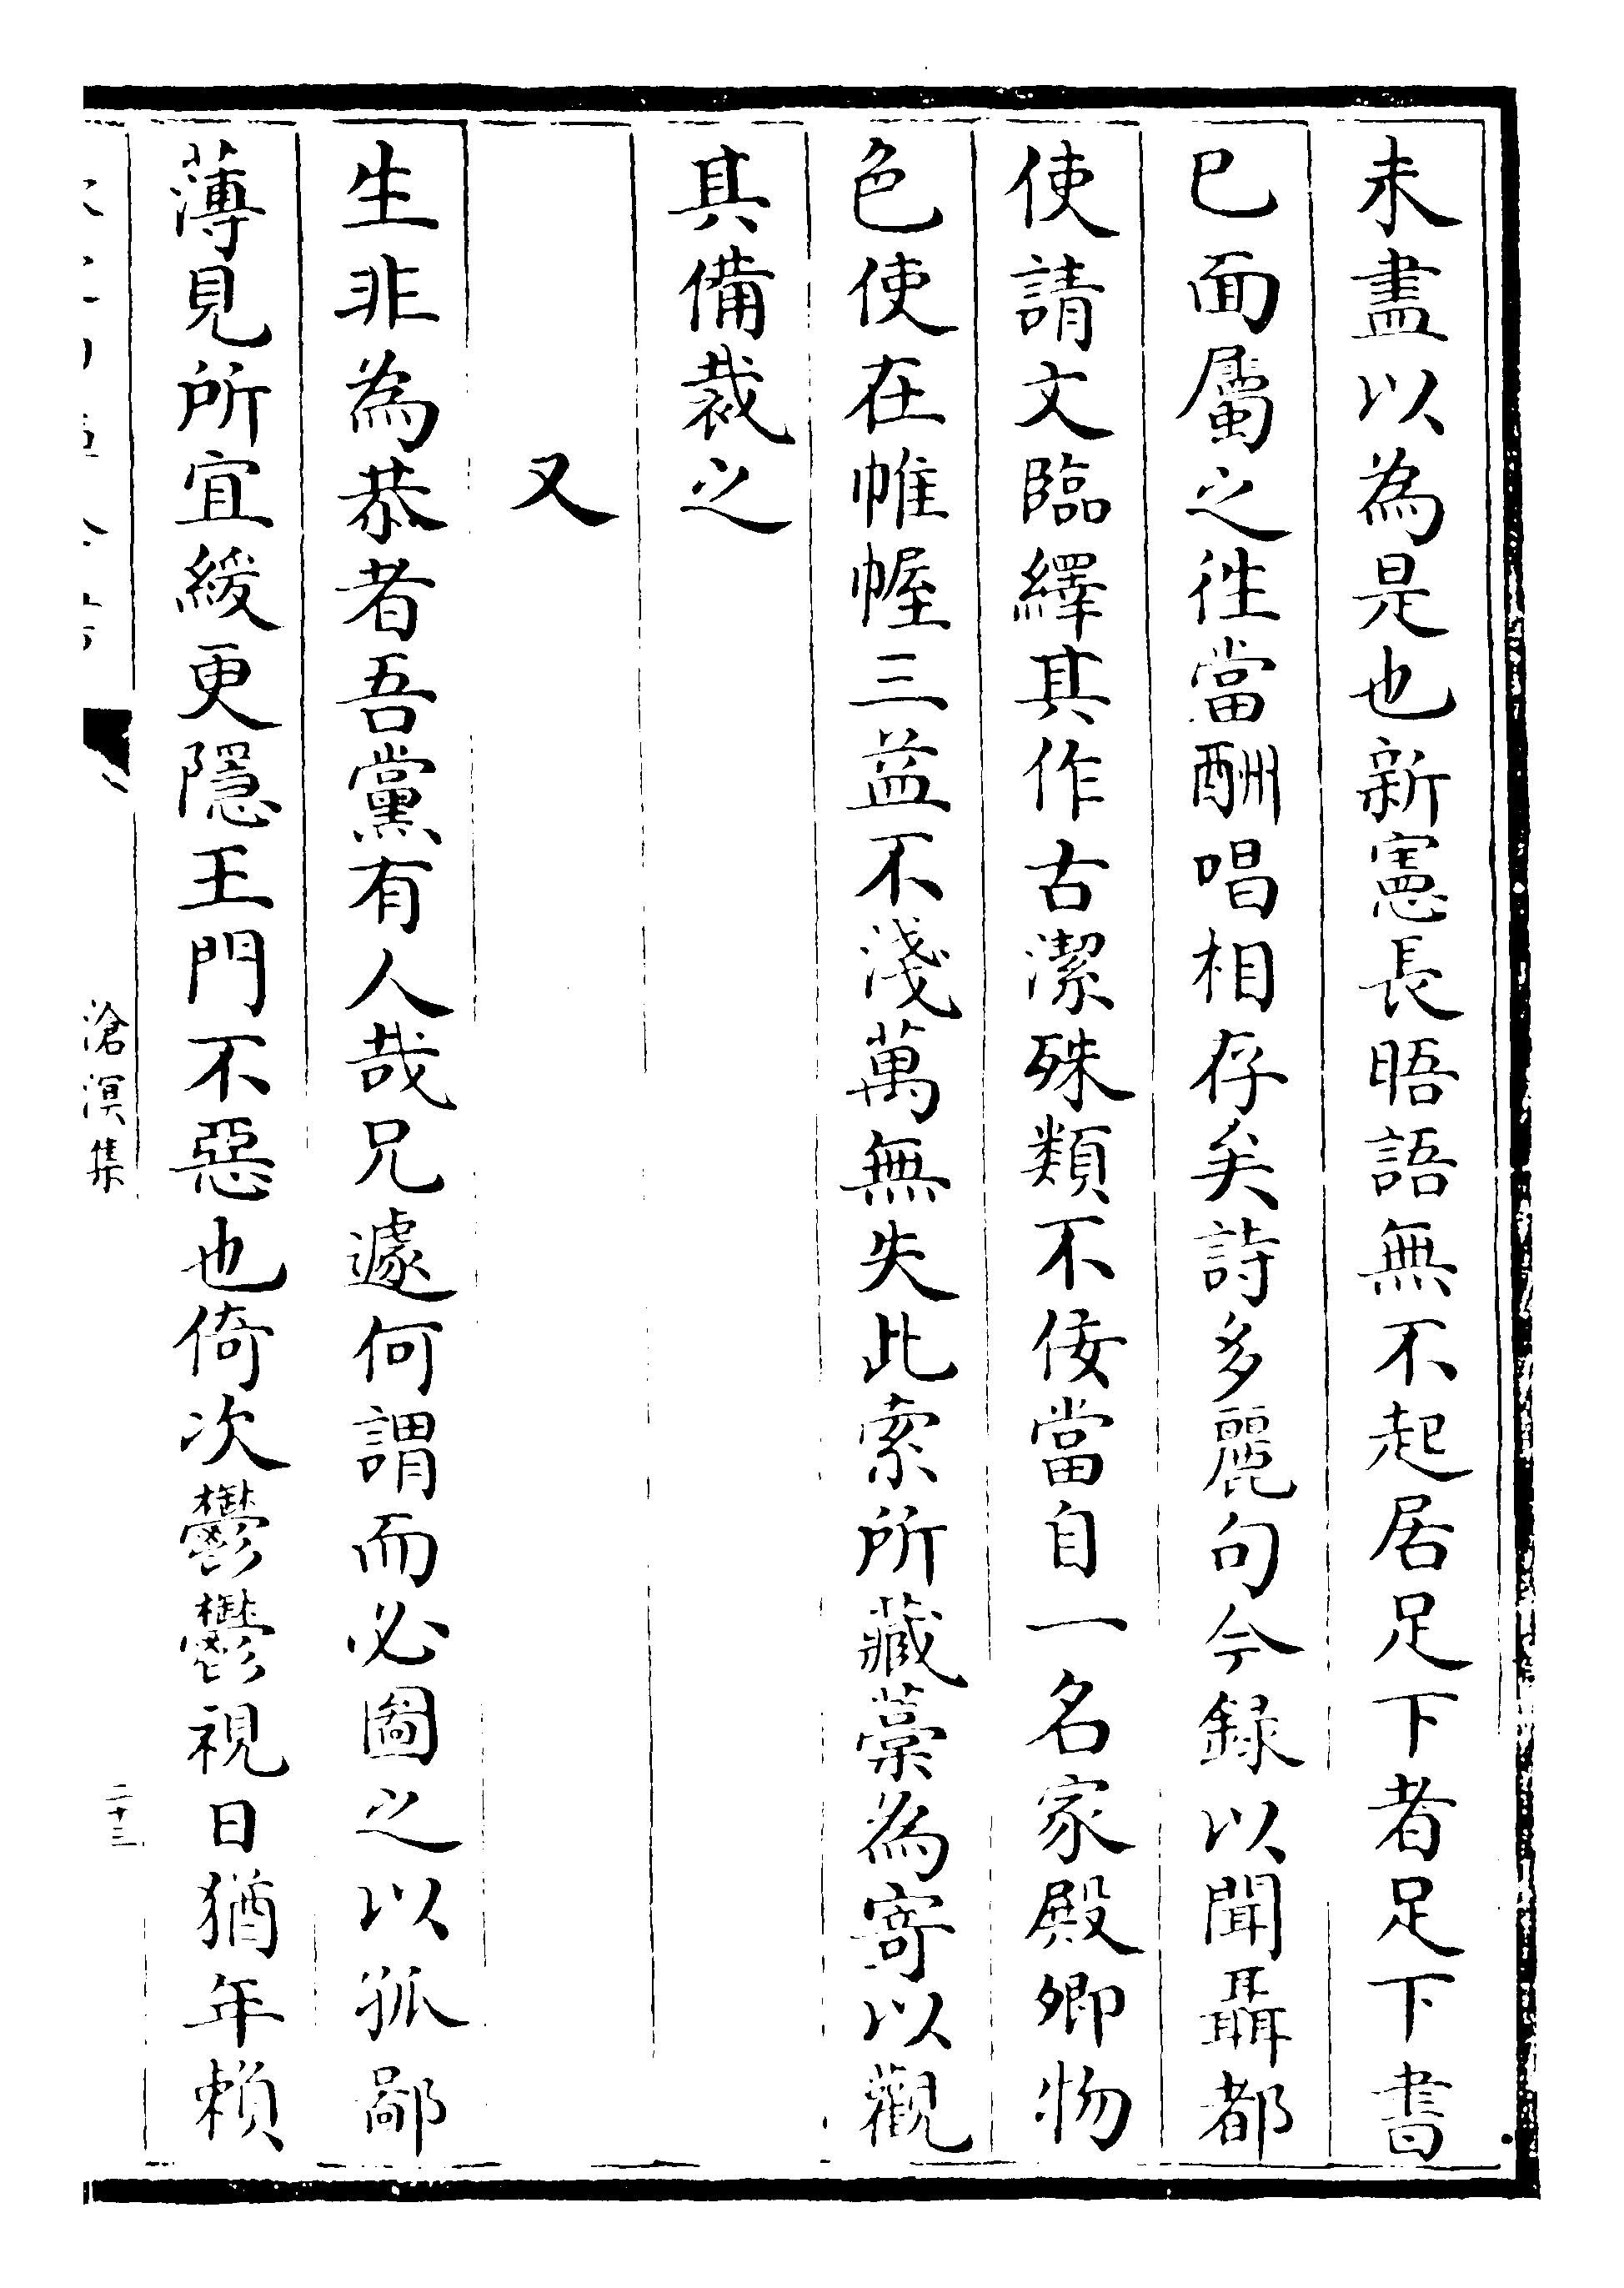 未盡以為是也新憲長晤語無不起居足下者足下書
已面屬之徃當酬唱相存矣詩多麗句今録以聞聶都
使請文臨繹其作古潔殊類不佞當自一名家殿卿物
色使在帷幄三益不淺萬無失此索所藏藁為寄以觀
其備裁之
又
生非為恭者吾黨有人哉兄遽何謂而必圖之以孤鄙
薄見所宜緩更隱王門不惡也倚次鬱鬱視日猶年賴
滄溟集
二十三